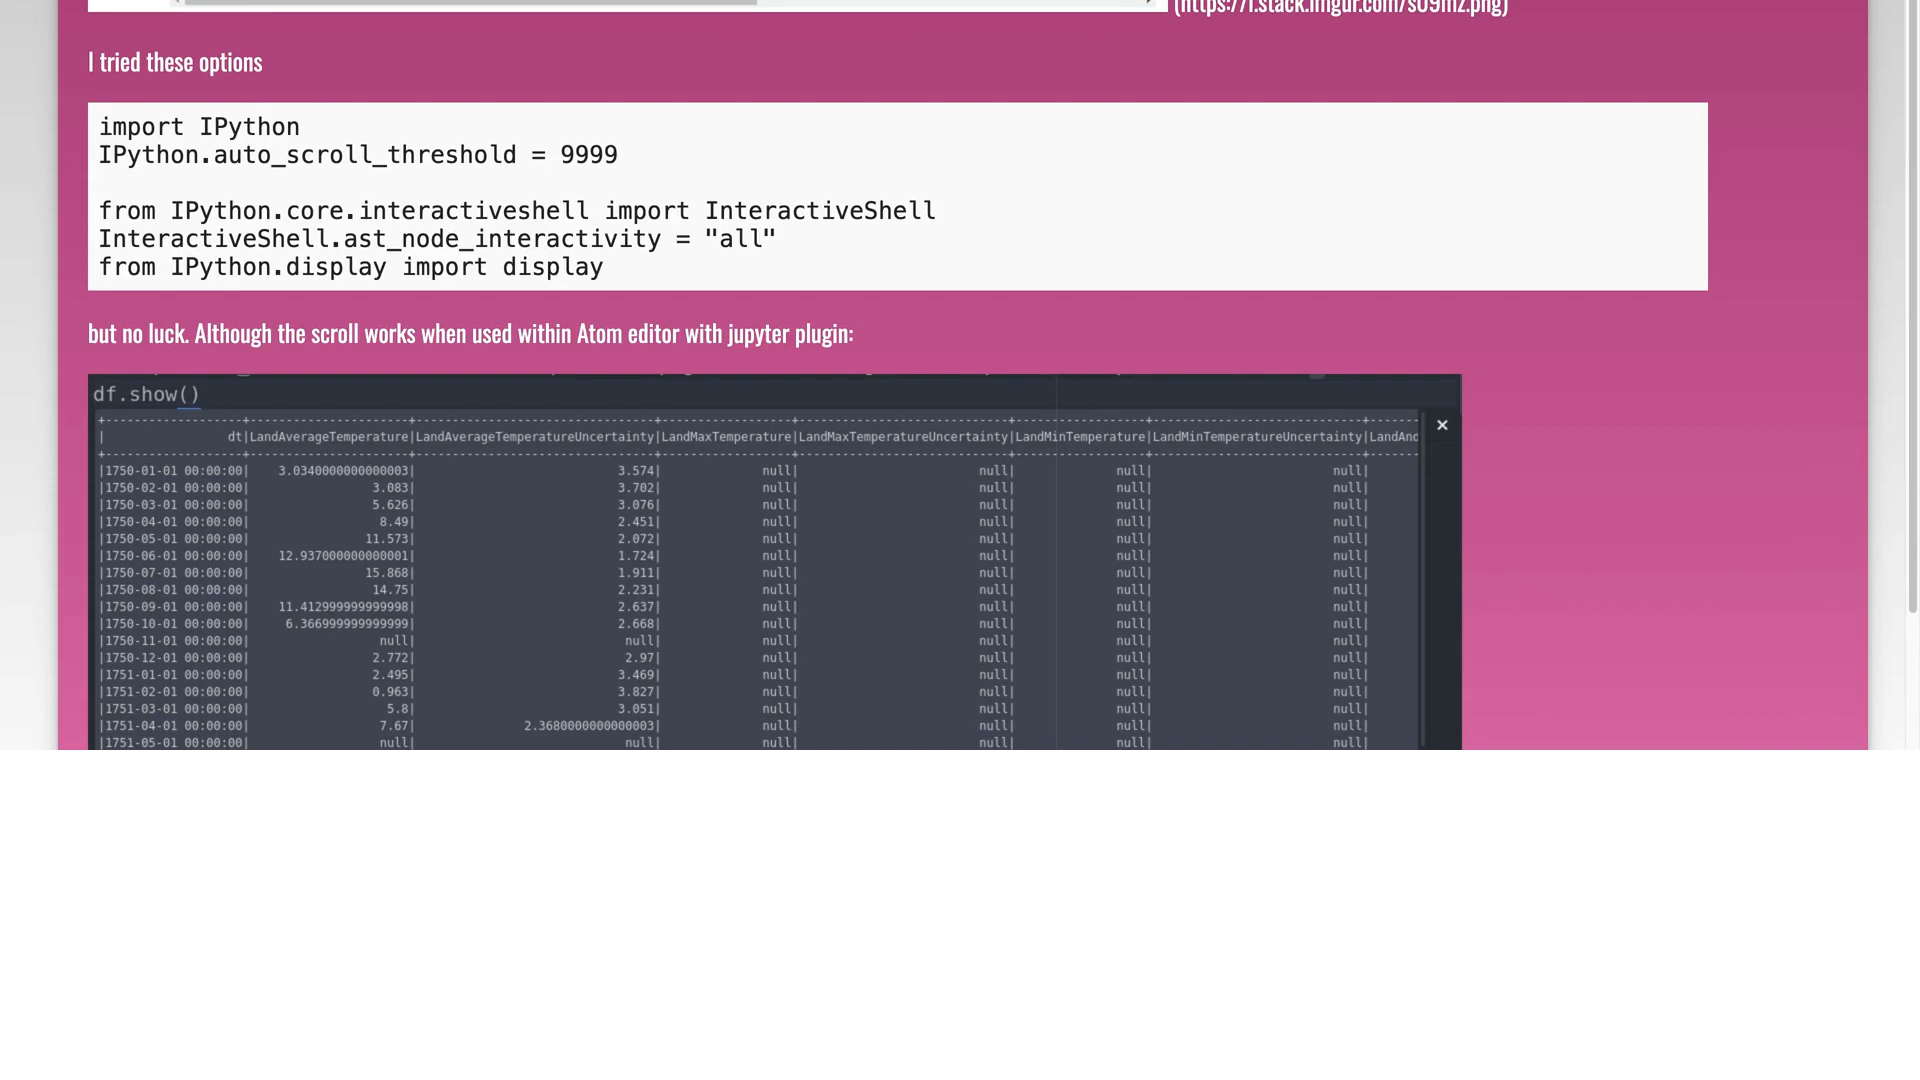 (https://i.stack.imgur.com/sU9mz.png)
I tried these options
import IPython
IPython.auto_scroll_threshold = 9999
from IPython.core.interactiveshell import InteractiveShell
InteractiveShell.ast_node_interactivity = "all"
from IPython.display import display
but no luck. Although the scroll works when used within Atom editor with jupyter plugin:
df.show()
| dt|LandAverageTemperature|LandAverageTemperatureUncertainty|LandMaxTemperature|LandMaxTemperatureUncertainty|LandMinTemperature|LandMinTemperatureUncertainty|LandAnd
|1750-01-01 00:00:00| 3.0340000000000003| 3.574| null| null| null| null|
|1750-02-01 00:00:00| 3.083| 3.702| null| null| null| null|
|1750-03-01 00:00:00| 5.626| 3.076| null| null| null| null|
|1750-04-01 00:00:00| 8.49| 2.451| null| null| null| null|
|1750-05-01 00:00:00| 11.573| 2.072| null| null| null| null|
|1750-06-01 00:00:00| 12.937000000000001| 1.724| null| null| null| null|
|1750-07-01 00:00:00| 15.868| 1.911| null| null| null| null|
|1750-08-01 00:00:00| 14.75| 2.231| null| null| null| null|
|1750-09-01 00:00:00| 11.412999999999998| 2.637| null| null| null| null|
|1750-10-01 00:00:00| 6.366999999999999| 2.668| null| null| null| null|
|1750-11-01 00:00:00| null| null| null| null| null| null|
|1750-12-01 00:00:00| 2.772| 2.97| null| null| null| null|
|1751-01-01 00:00:00| 2.495| 3.469| null| null| null| null|
|1751-02-01 00:00:00| 0.963| 3.827| null| null| null| null|
|1751-03-01 00:00:00| 5.8| 3.051| null| null| null| null|
|1751-04-01 00:00:00| 7.67| 2.3680000000000003| null| null| null| null|
|1751-05-01 00:00:00| null| null| null| null| null| null|